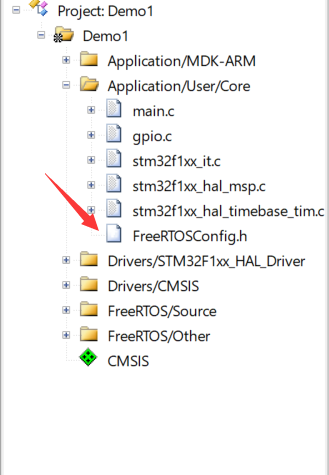 Project: Demo1
Demo1
Application/MDK-ARM
Application/User/Core
main.c
gpio.c
stm32f1xx_it.c
stm32f1xx_hal_msp.c
stm32f1xx_hal_timebase_tim.c
FreeRTOSConfig.h
Drivers/STM32F1xx_HAL_Driver
Drivers/CMSIS
FreeRTOS/Source
FreeRTOS/Other
CMSIS